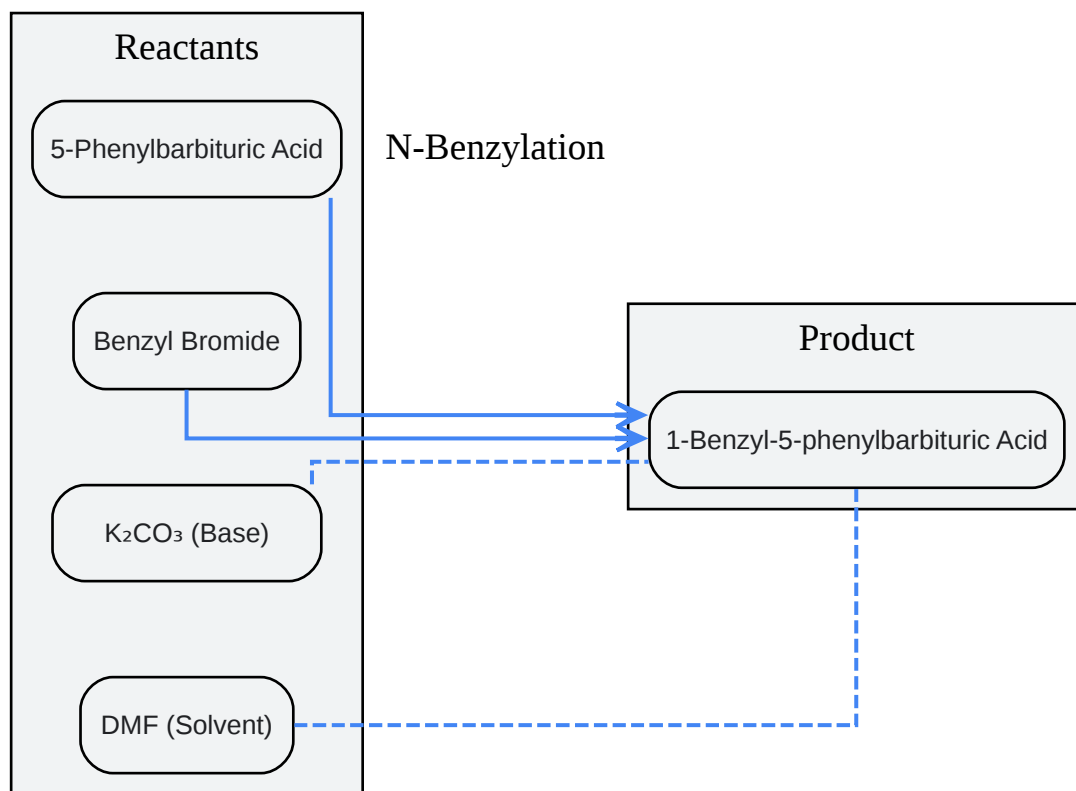 Reactants
5-Phenylbarbituric Acid
N-Benzylation
Benzyl Bromide
Product
1-Benzyl-5-phenylbarbituric Acid
K₂CO₃ (Base)
DMF (Solvent)